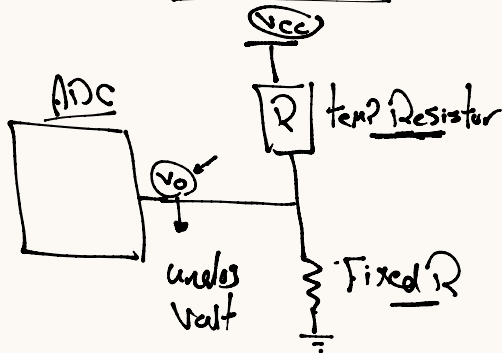 Vcc
ADC
R
temp Resistor
Vo
analog
Volt
Fixed R